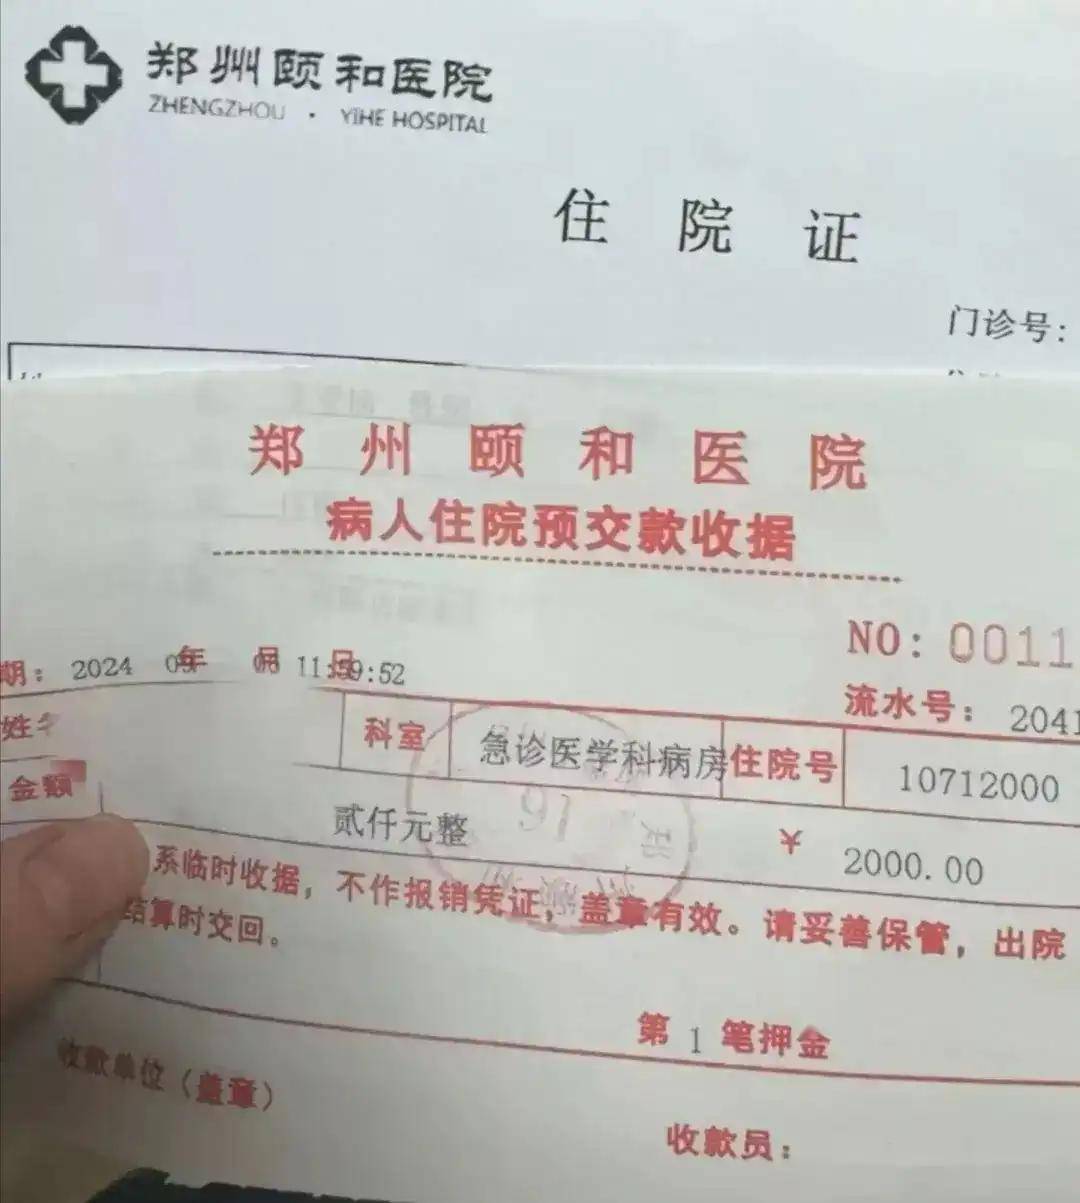 郑州颐和医院
ZHENGZHOU · YIHE HOSPITAL
住院证
门诊号:
郑州颐和医院
病人住院预交款收据
NO: 0011
流水号: 2041
期: 2024 年 月 日 11:59:52
姓 科室 急诊医学科病房 住院号 10712000
金额 贰仟元整 ¥ 2000.00
系临时收据，不作报销凭证，盖章有效。请妥善保管，出院
结算时交回。
第 1 笔押金
收款单位（盖章）
收款员: